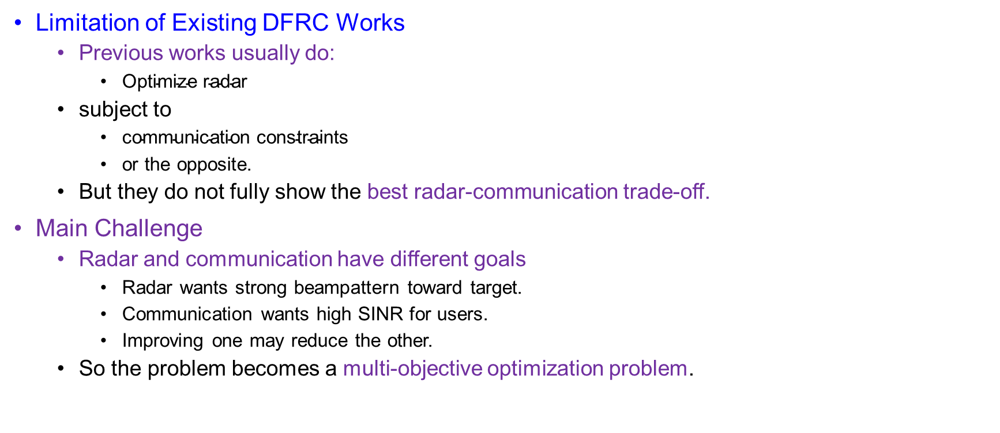 • Limitation of Existing DFRC Works
• Previous works usually do:
• Optimize radar
• subject to
• communication constraints
• or the opposite.
• But they do not fully show the best radar-communication trade-off.
• Main Challenge
• Radar and communication have different goals
• Radar wants strong beampattern toward target.
• Communication wants high SINR for users.
• Improving one may reduce the other.
• So the problem becomes a multi-objective optimization problem.